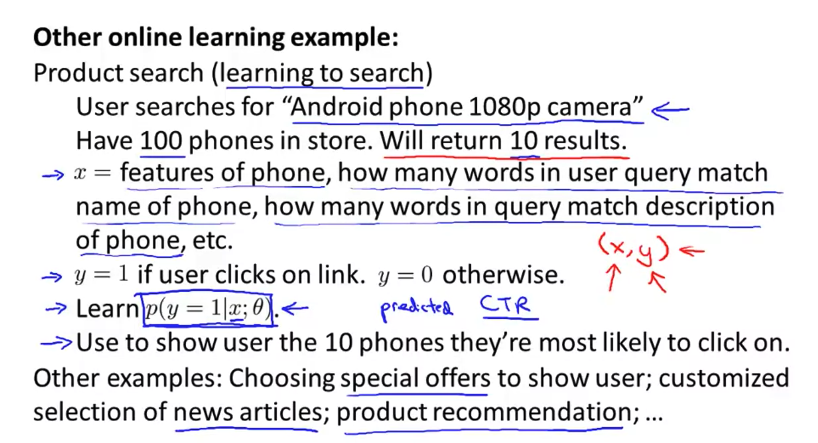 Other online learning example:
Product search (learning to search)
User searches for “Android phone 1080p camera”
Have 100 phones in store. Will return 10 results.
x = features of phone, how many words in user query match
name of phone, how many words in query match description
of phone, etc.
(x, y)
y = 1 if user clicks on link. y = 0 otherwise.
Learn p(y = 1|x; θ). predicted CTR
Use to show user the 10 phones they’re most likely to click on.
Other examples: Choosing special offers to show user; customized
selection of news articles; product recommendation; …